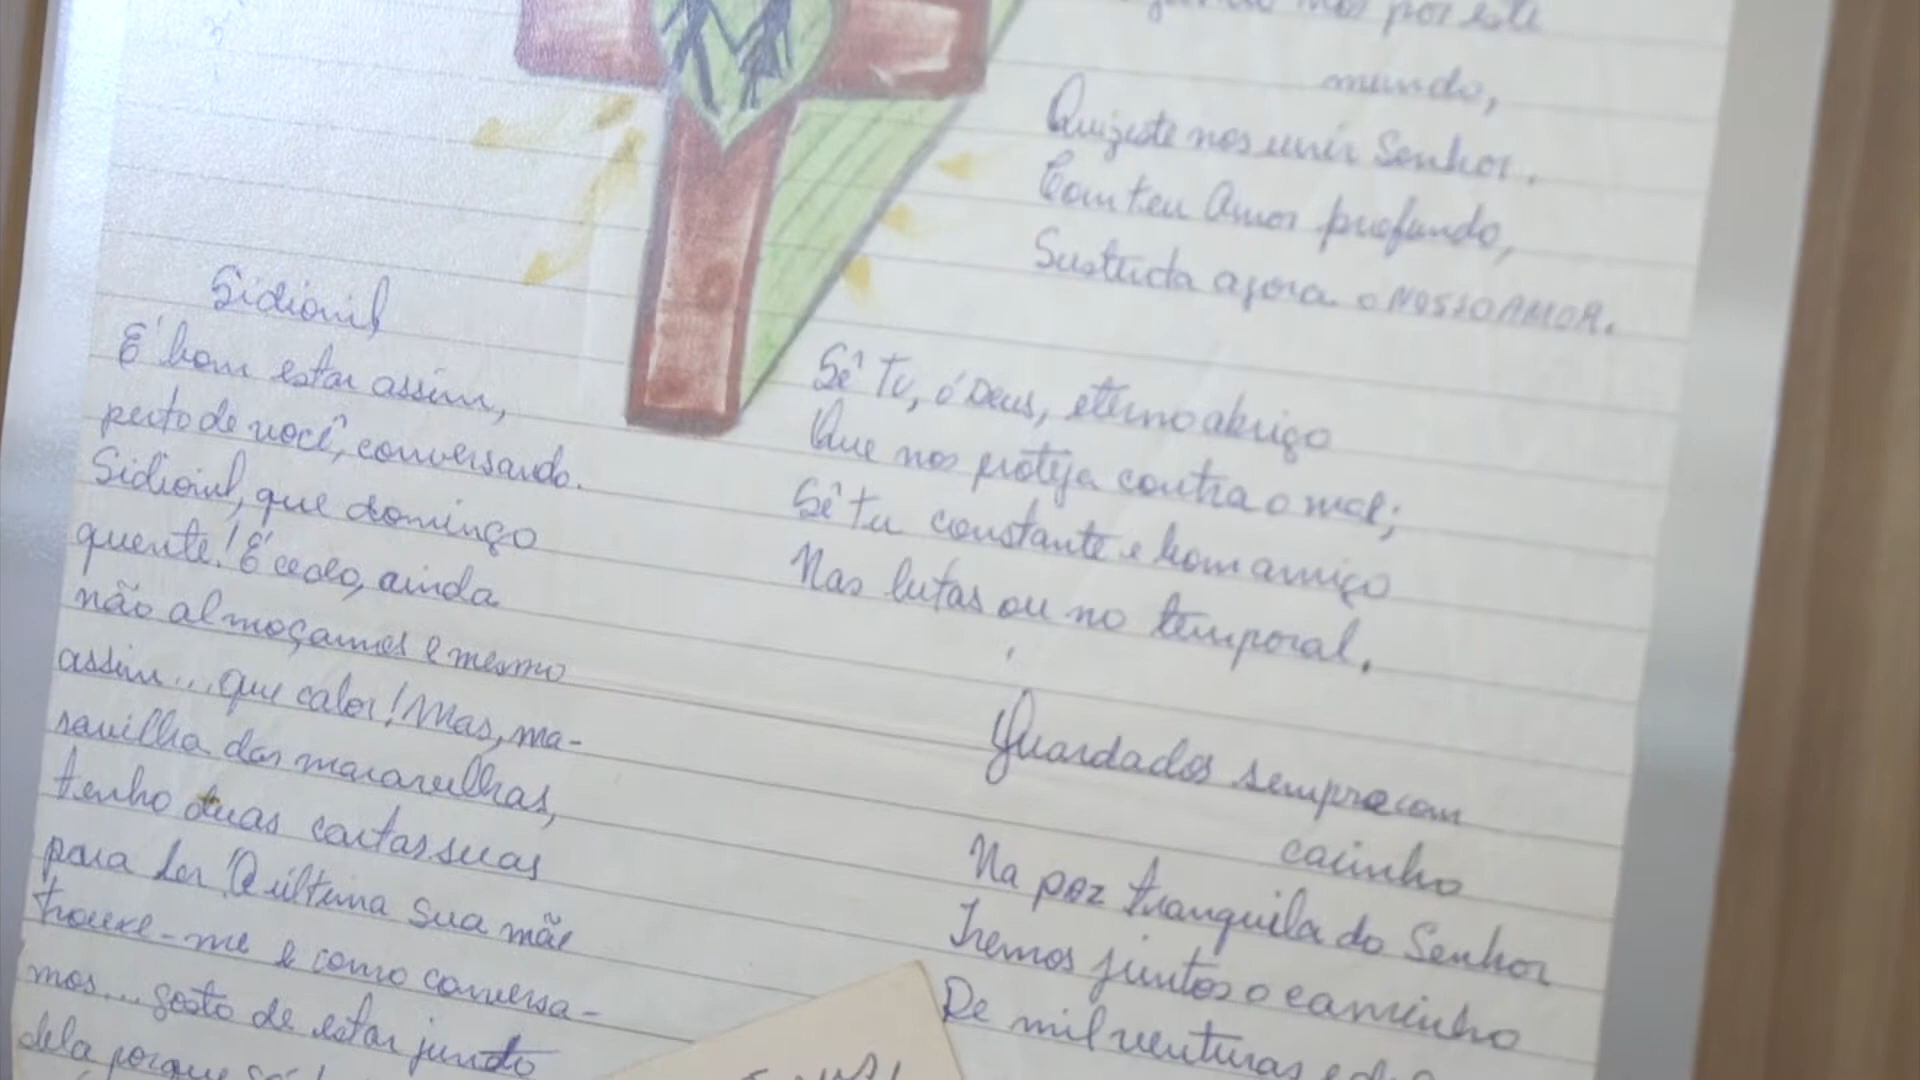 mos por este
mundo,
Quizeste nos unir Senhor.
Com teu Amor profundo,
Sustenta agora o NOSSO AMOR.
Sê Tu, ó Deus, eterno abrigo
Que nos proteja contra o mal;
Sê tu constante e bom amigo
Nas lutas ou no temporal.
Guardados sempre com
carinho
Na paz tranquila do Senhor
Iremos juntos o caminho
De mil venturas e
Sidionil
É bom estar assim,
perto de você, conversando.
Sidionil, que domingo
quente! É cedo, ainda
não almoçamos e mesmo
assim... que calor! Mas, ma-
ravilha das maravilhas,
tenho duas cartas suas
para ler. A última sua mãe
trouxe-me e como conversa-
mos... gosto de estar junto
dela porque